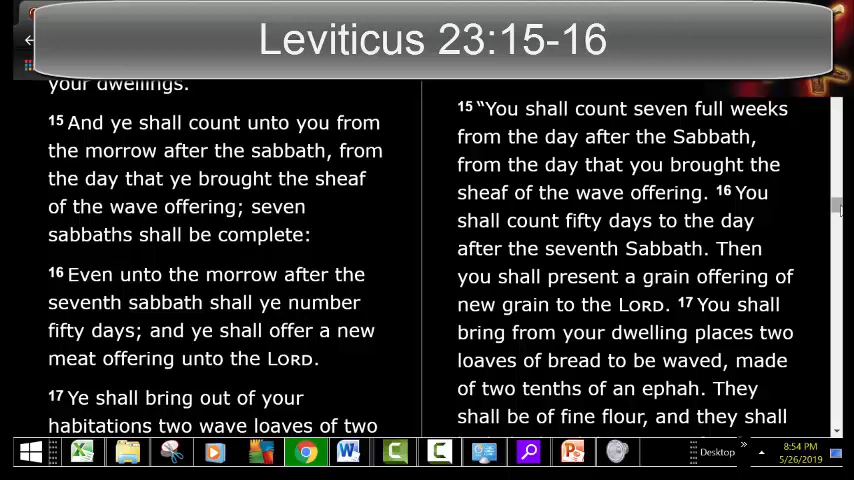 Leviticus 23:15-16
your dwellings.
15 And ye shall count unto you from
the morrow after the sabbath, from
the day that ye brought the sheaf
of the wave offering; seven
sabbaths shall be complete:
16 Even unto the morrow after the
seventh sabbath shall ye number
fifty days; and ye shall offer a new
meat offering unto the LORD.
17 Ye shall bring out of your
habitations two wave loaves of two
15 “You shall count seven full weeks
from the day after the Sabbath,
from the day that you brought the
sheaf of the wave offering. 16 You
shall count fifty days to the day
after the seventh Sabbath. Then
you shall present a grain offering of
new grain to the LORD. 17 You shall
bring from your dwelling places two
loaves of bread to be waved, made
of two tenths of an ephah. They
shall be of fine flour, and they shall
Desktop
8:54 PM
5/26/2019